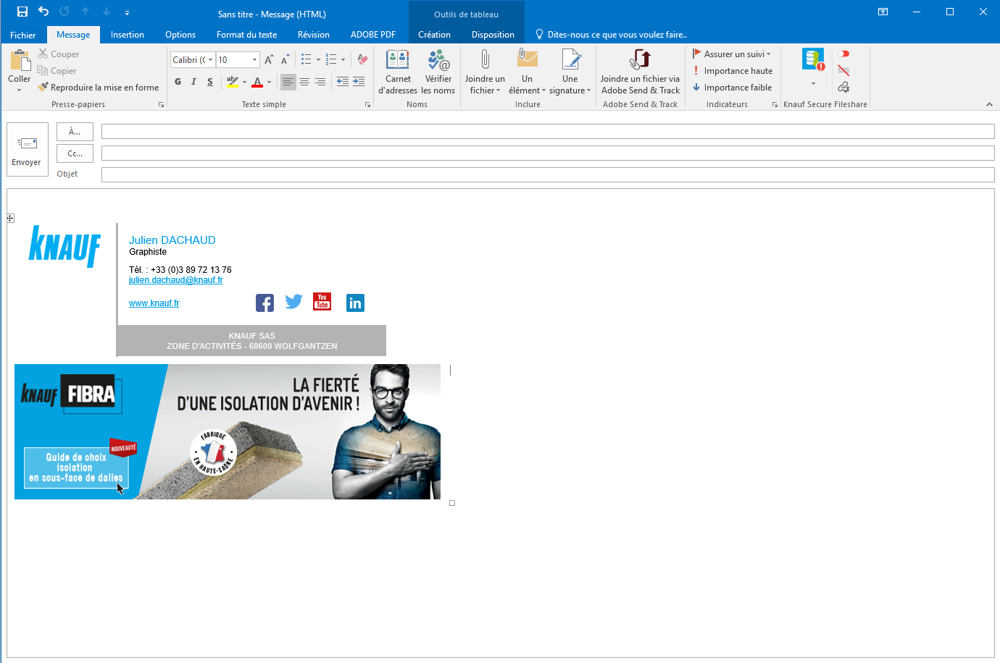 Sans titre - Message (HTML)
Outils de tableau
Fichier
Message
Insertion
Options
Format du texte
Révision
ADOBE PDF
Création
Disposition
Dites-nous ce que vous voulez faire..
Coller
Couper
Copier
Reproduire la mise en forme
Presse-papiers
Calibri (C
10
G I S
Texte simple
Carnet
d'adresses
Vérifier
les noms
Noms
Joindre un
fichier
Un
élément
Une
signature
Inclure
Joindre un fichier via
Adobe Send & Track
Adobe Send & Track
Assurer un suivi
Importance haute
Importance faible
Indicateurs
Knauf Secure Fileshare
Envoyer
À...
Cc...
Objet
KNAUF
Julien DACHAUD
Graphiste
Tél. : +33 (0)3 89 72 13 76
julien.dachaud@knauf.fr
www.knauf.fr
You
Tube
in
KNAUF SAS
ZONE D'ACTIVITÉS - 68600 WOLFGANTZEN
KNAUF FIBRA
LA FIERTÉ
D'UNE ISOLATION D'AVENIR !
FABRIQUÉ
EN HAUTE-SAÔNE
NOUVEAUTÉ
Guide de choix
isolation
en sous-face de dalles